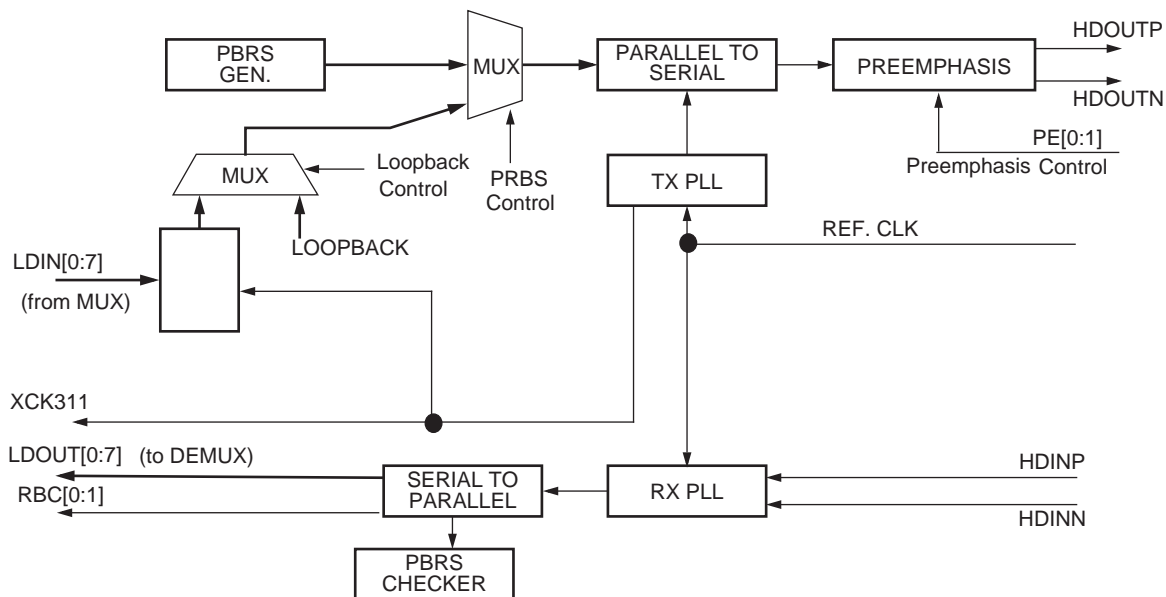 HDOUTP
PBRS
GEN.
MUX
PARALLEL TO
SERIAL
PREEMPHASIS
HDOUTN
PE[0:1]
Preemphasis Control
MUX
Loopback
Control
PRBS
Control
TX PLL
LOOPBACK
REF. CLK
LDIN[0:7]
(from MUX)
XCK311
LDOUT[0:7] (to DEMUX)
RBC[0:1]
SERIAL TO
PARALLEL
RX PLL
HDINP
HDINN
PBRS
CHECKER